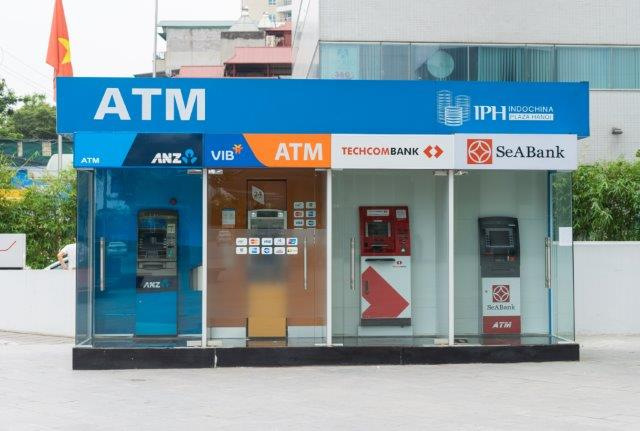 ATM
IPH INDOCHINA
PLAZA HANOI
ATM ANZ
VIB ATM
TECHCOMBANK
SeABank
24
ANZ
SeABank
ATM